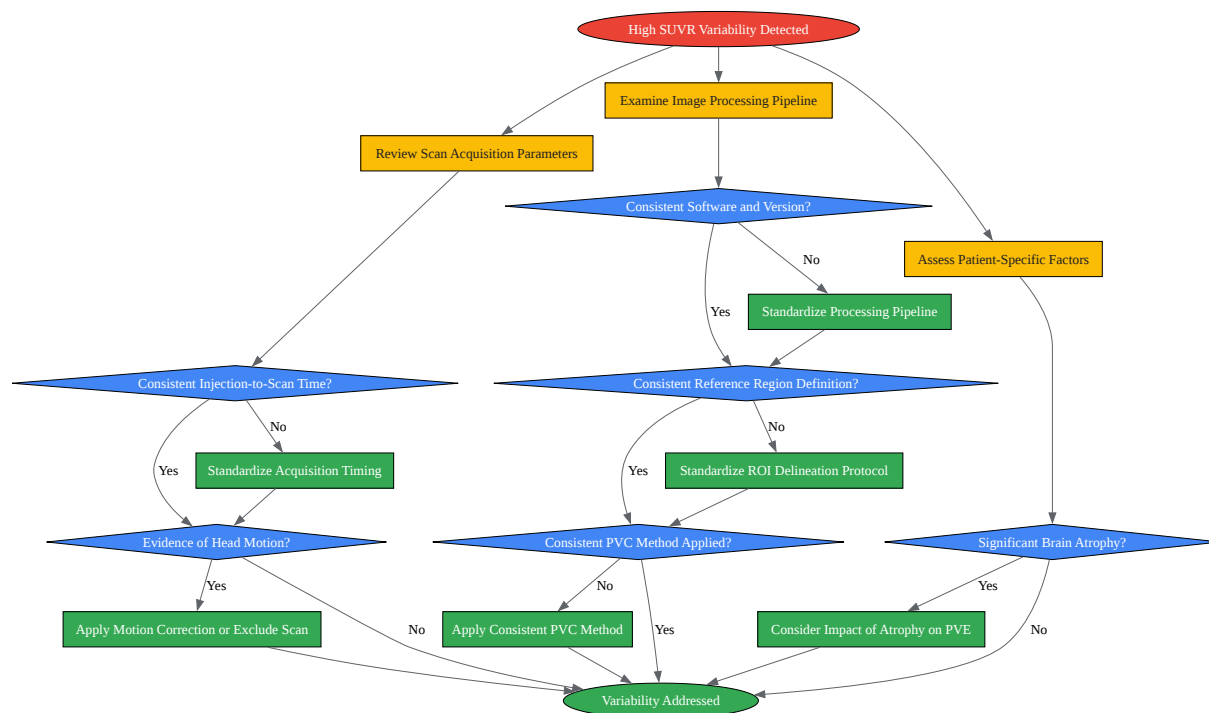 High SUVR Variability Detected
Examine Image Processing Pipeline
Review Scan Acquisition Parameters
Consistent Software and Version?
Assess Patient-Specific Factors
No
Yes
Standardize Processing Pipeline
Consistent Injection-to-Scan Time?
Consistent Reference Region Definition?
No
No
Yes
Standardize Acquisition Timing
Yes
Standardize ROI Delineation Protocol
Evidence of Head Motion?
Consistent PVC Method Applied?
Significant Brain Atrophy?
Yes
No
Yes
Apply Motion Correction or Exclude Scan
No
Apply Consistent PVC Method
Yes
Consider Impact of Atrophy on PVE
No
Variability Addressed